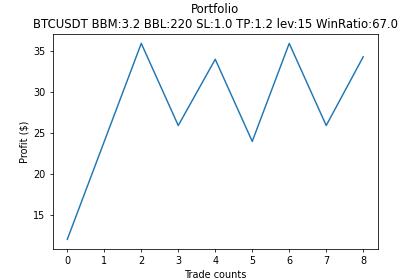 Portfolio
BTCUSDT BBM:3.2 BBL:220 SL:1.0 TP:1.2 lev:15 WinRatio:67.0
35
30
25
20
15
Profit ($)
0 1 2 3 4 5 6 7 8
Trade counts